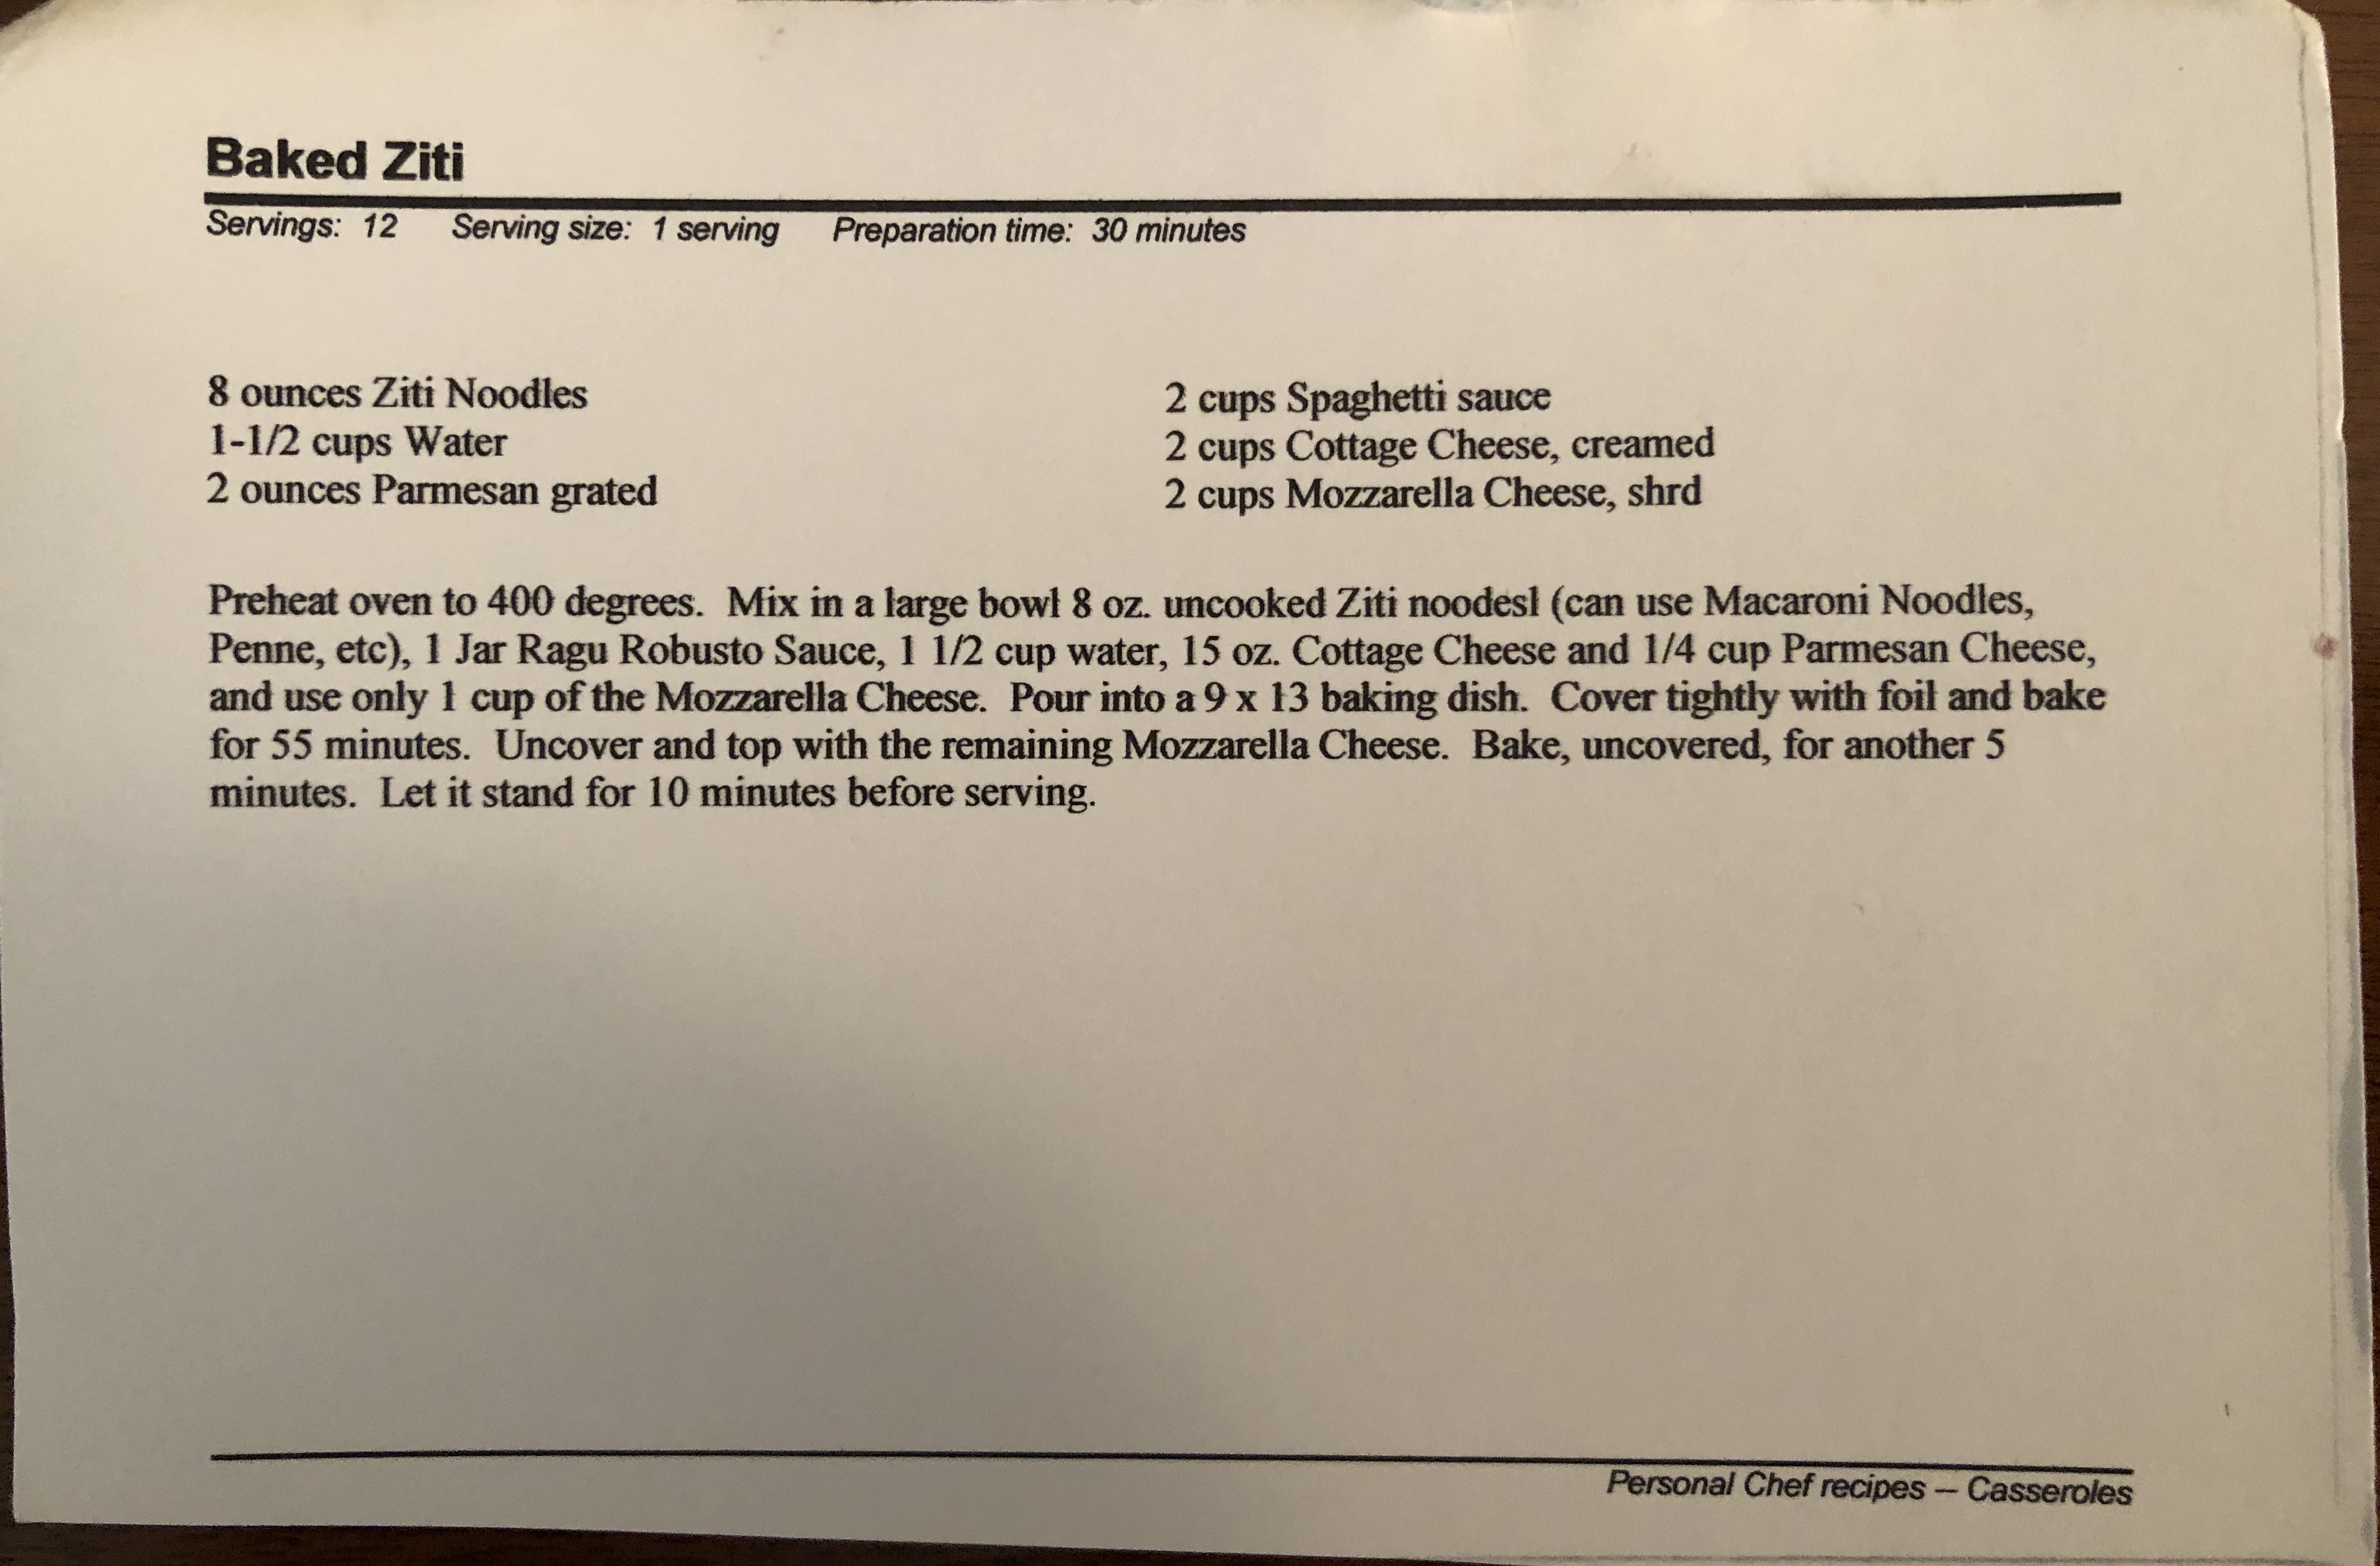 Baked Ziti
Servings: 12 Serving size: 1 serving Preparation time: 30 minutes
8 ounces Ziti Noodles
1-1/2 cups Water
2 ounces Parmesan grated
2 cups Spaghetti sauce
2 cups Cottage Cheese, creamed
2 cups Mozzarella Cheese, shrd
Preheat oven to 400 degrees. Mix in a large bowl 8 oz. uncooked Ziti noodesl (can use Macaroni Noodles,
Penne, etc), 1 Jar Ragu Robusto Sauce, 1 1/2 cup water, 15 oz. Cottage Cheese and 1/4 cup Parmesan Cheese,
and use only 1 cup of the Mozzarella Cheese. Pour into a 9 x 13 baking dish. Cover tightly with foil and bake
for 55 minutes. Uncover and top with the remaining Mozzarella Cheese. Bake, uncovered, for another 5
minutes. Let it stand for 10 minutes before serving.
Personal Chef recipes – Casseroles